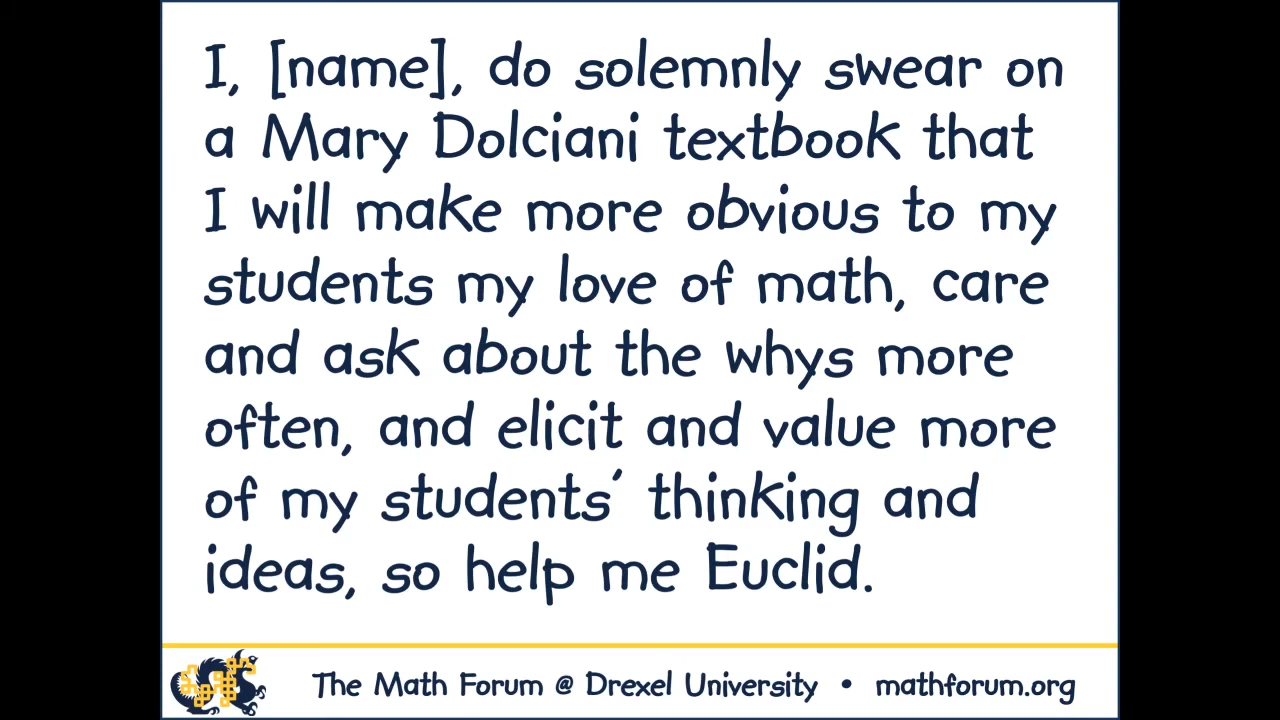 I, [name], do solemnly swear on
a Mary Dolciani textbook that
I will make more obvious to my
students my love of math, care
and ask about the whys more
often, and elicit and value more
of my students' thinking and
ideas, so help me Euclid.
The Math Forum @ Drexel University • mathforum.org